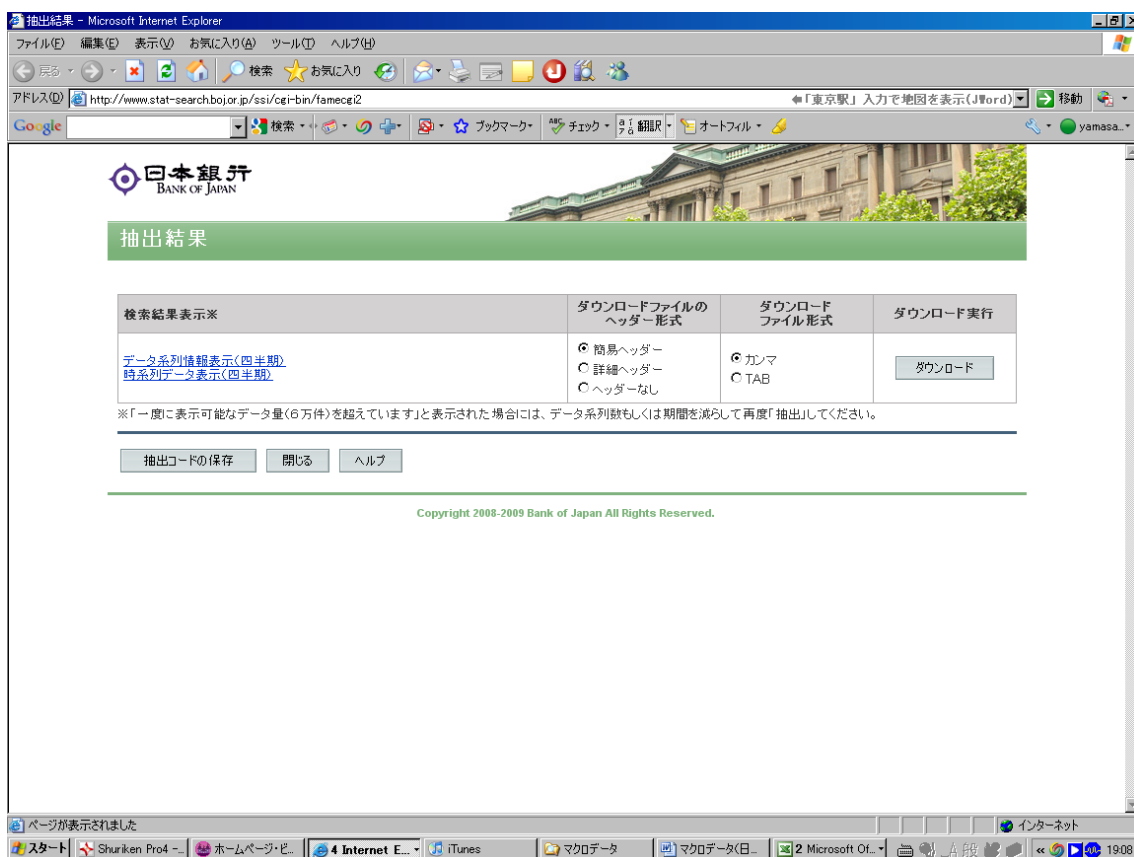 抽出結果 - Microsoft Internet Explorer
ファイル(F) 編集(E) 表示(V) お気に入り(A) ツール(T) ヘルプ(H)
戻る 検索 お気に入り
アドレス(D) http://www.stat-search.boj.or.jp/ssi/cgi-bin/famecgi2 「東京駅」入力で地図を表示(JWord) 移動
Google 検索 ブックマーク チェック 翻訳 オートフィル yamasa...
日本銀行
BANK OF JAPAN
抽出結果
検索結果表示※ ダウンロードファイルのヘッダー形式 ダウンロードファイル形式 ダウンロード実行
データ系列情報表示(四半期)
時系列データ表示(四半期)
簡易ヘッダー
詳細ヘッダー
ヘッダーなし
カンマ
TAB
ダウンロード
※「一度に表示可能なデータ量(6万件)を超えています」と表示された場合には、データ系列数もしくは期間を減らして再度「抽出」してください。
抽出コードの保存 閉じる ヘルプ
Copyright 2008-2009 Bank of Japan All Rights Reserved.
ページが表示されました インターネット
スタート Shuriken Pro4 -... ホームページ・ビ... 4 Internet E... iTunes マクロデータ マクロデータ(日... 2 Microsoft Of... A 般 19:08